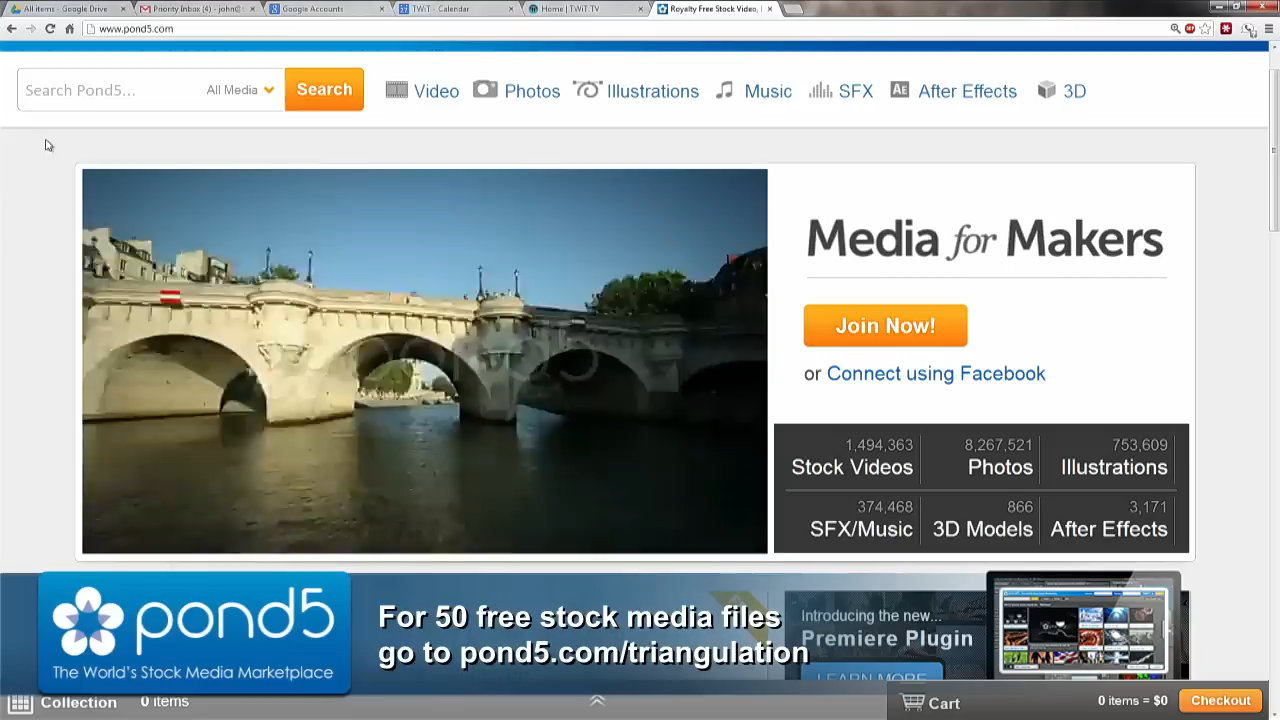 All items - Google Drive
Priority Inbox (4) - john@
Google Accounts
TWiT - Calendar
Home | TWiT.TV
Royalty Free Stock Video,
www.pond5.com
Search Pond5...
All Media
Search
Video
Photos
Illustrations
Music
SFX
AE
After Effects
3D
Media for Makers
Join Now!
or Connect using Facebook
1,494,363
Stock Videos
8,267,521
Photos
753,609
Illustrations
374,468
SFX/Music
866
3D Models
3,171
After Effects
pond5
pond5
The World's Stock Media Marketplace
For 50 free stock media files
go to pond5.com/triangulation
Introducing the new...
Premiere Plugin
LEARN MORE
Collection
0 items
Cart
0 items = $0
Checkout